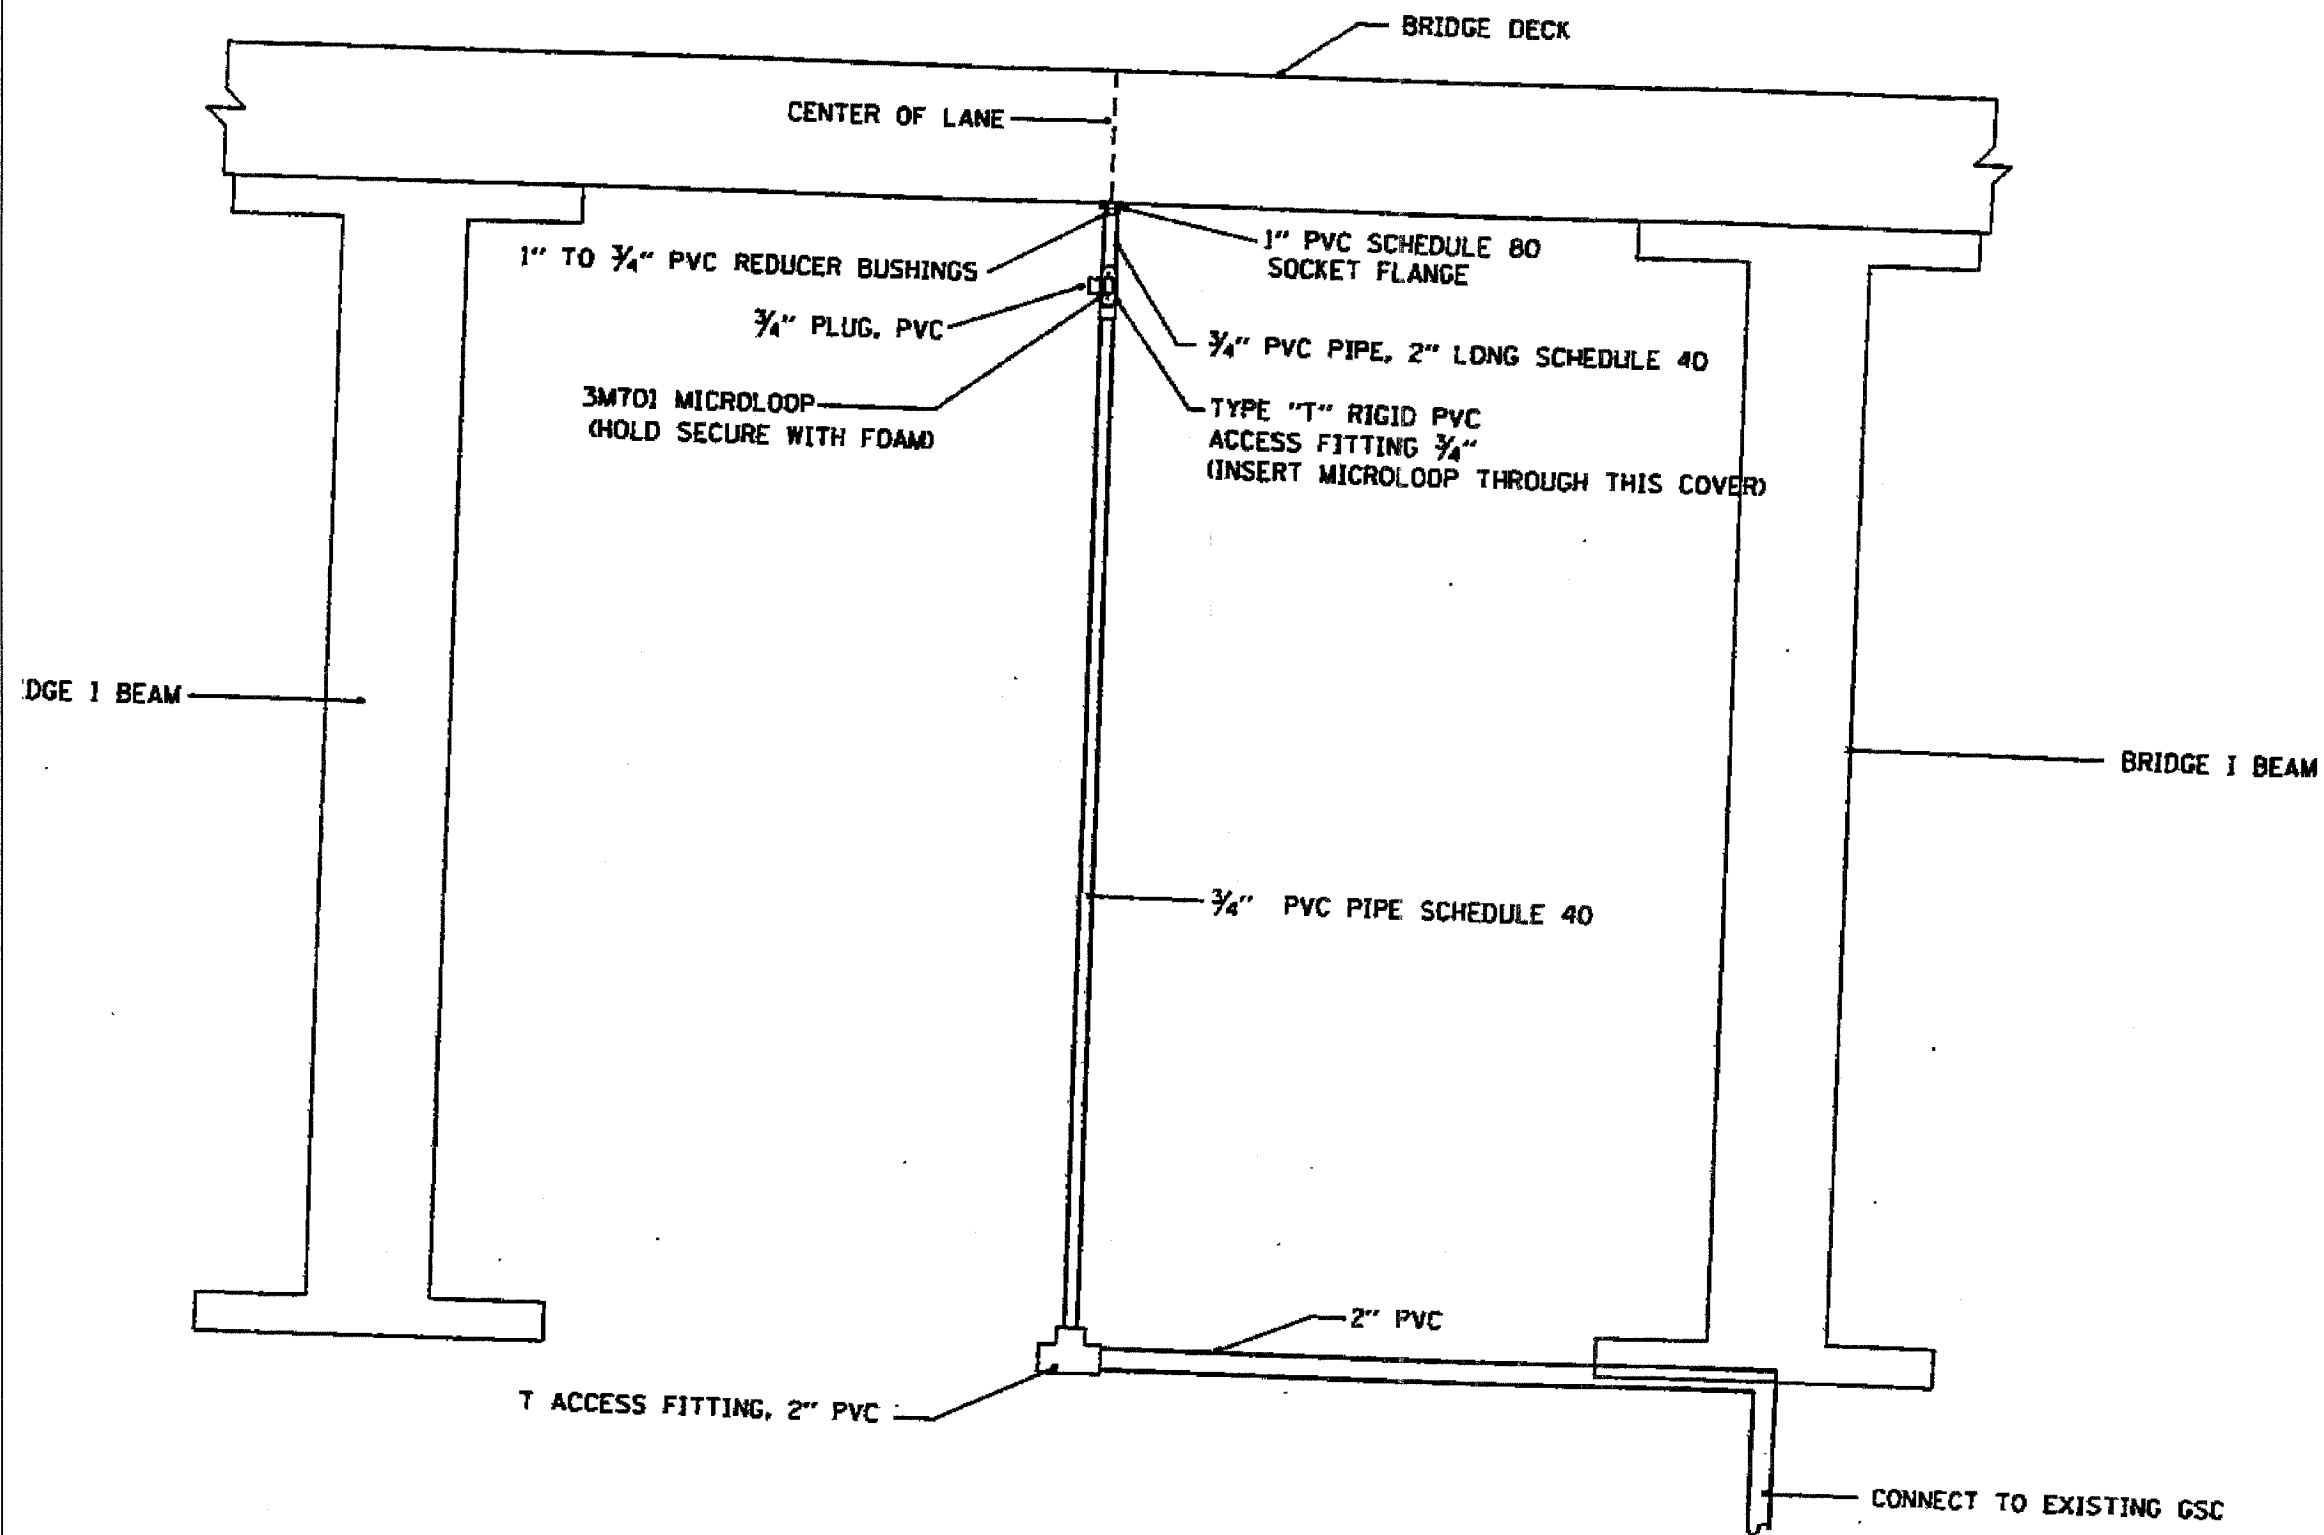 BRIDGE DECK
CENTER OF LANE
1" TO 3/4" PVC REDUCER BUSHINGS
1" PVC SCHEDULE 80
SOCKET FLANGE
3/4" PLUG, PVC
3/4" PVC PIPE, 2" LONG SCHEDULE 40
3M701 MICROLOOP
(HOLD SECURE WITH FOAM)
TYPE "T" RIGID PVC
ACCESS FITTING 3/4"
(INSERT MICROLOOP THROUGH THIS COVER)
IDGE I BEAM
BRIDGE I BEAM
3/4" PVC PIPE SCHEDULE 40
2" PVC
T ACCESS FITTING, 2" PVC
CONNECT TO EXISTING GSC